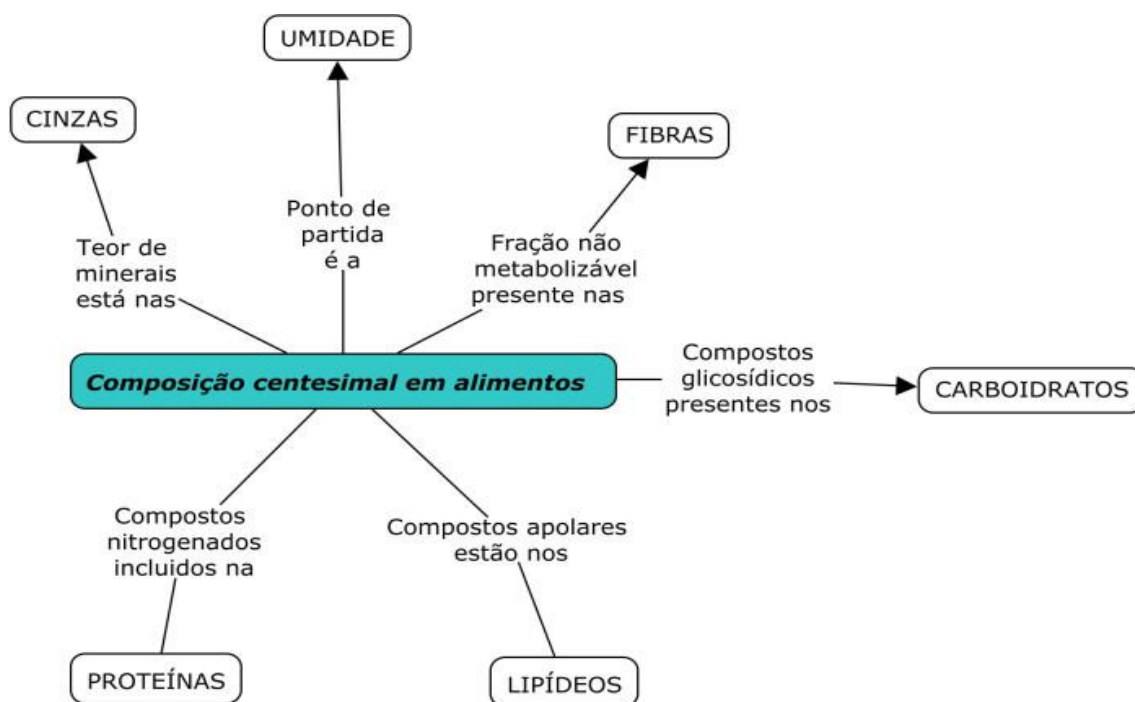 UMIDADE
CINZAS
FIBRAS
Ponto de
partida
é a
Teor de
minerais
está nas
Fração não
metabolizável
presente nas
Composição centesimal em alimentos
Compostos
glicosídicos
presentes nos
CARBOIDRATOS
Compostos
nitrogenados
incluidos na
Compostos apolares
estão nos
PROTEÍNAS
LIPÍDEOS